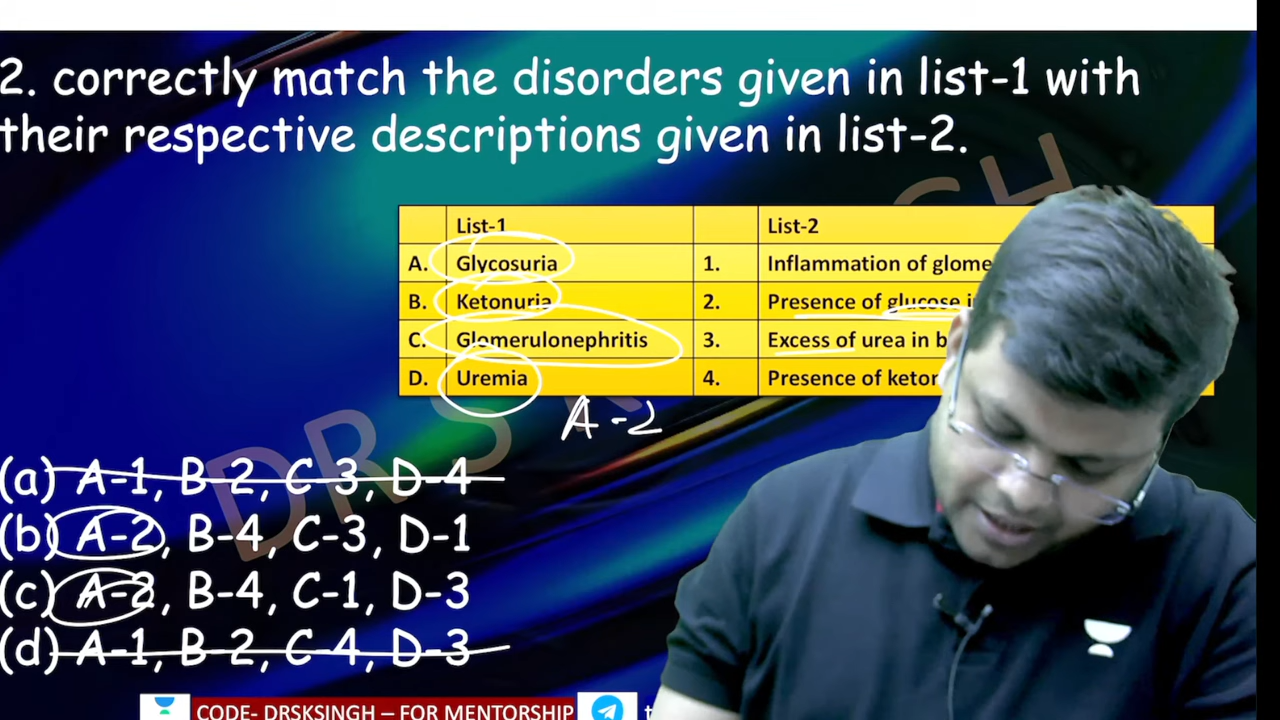 2. correctly match the disorders given in list-1 with
their respective descriptions given in list-2.
List-1 List-2
A. Glycosuria 1. Inflammation of glome
B. Ketonuria 2. Presence of glucose i
C. Glomerulonephritis 3. Excess of urea in b
D. Uremia 4. Presence of keto
A-2
(a) A-1, B-2, C-3, D-4
(b) A-2, B-4, C-3, D-1
(c) A-2, B-4, C-1, D-3
(d) A-1, B-2, C-4, D-3
DR S K
GH
CODE- DRSKSINGH – FOR MENTORSHIP t